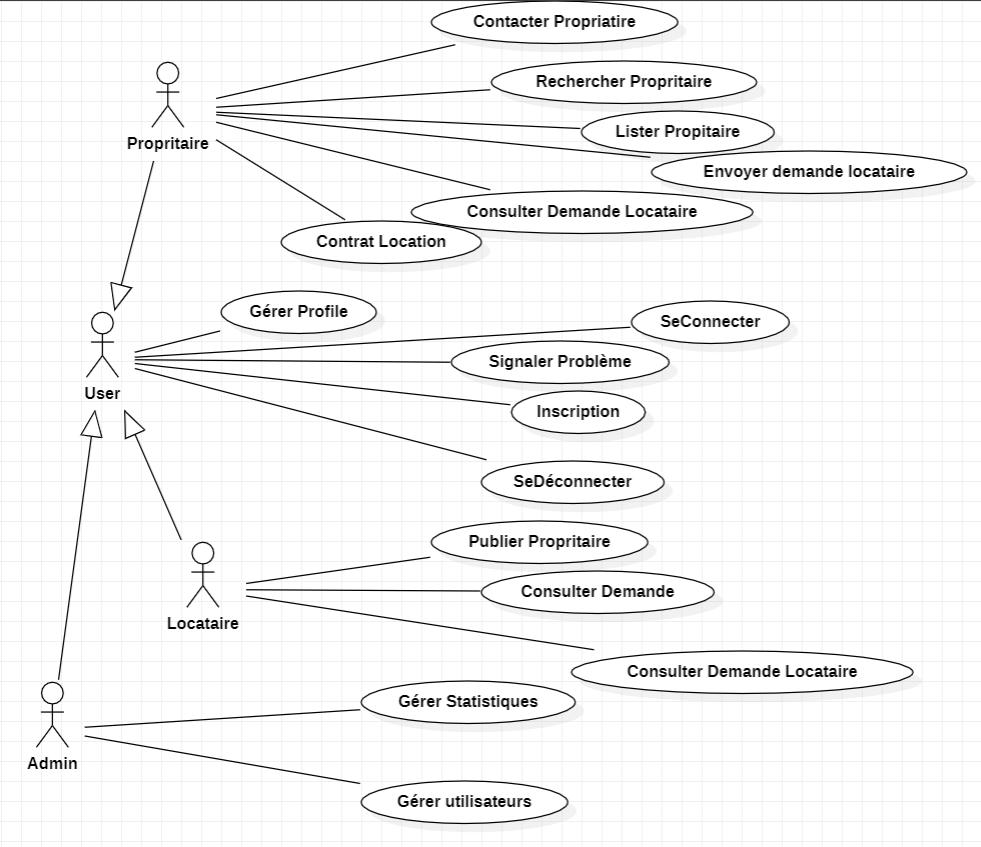 Contacter Propriatire
Rechercher Propritaire
Lister Propitaire
Propritaire
Envoyer demande locataire
Consulter Demande Locataire
Contrat Location
Gérer Profile
SeConnecter
Signaler Problème
User
Inscription
SeDéconnecter
Publier Propritaire
Consulter Demande
Locataire
Consulter Demande Locataire
Gérer Statistiques
Admin
Gérer utilisateurs